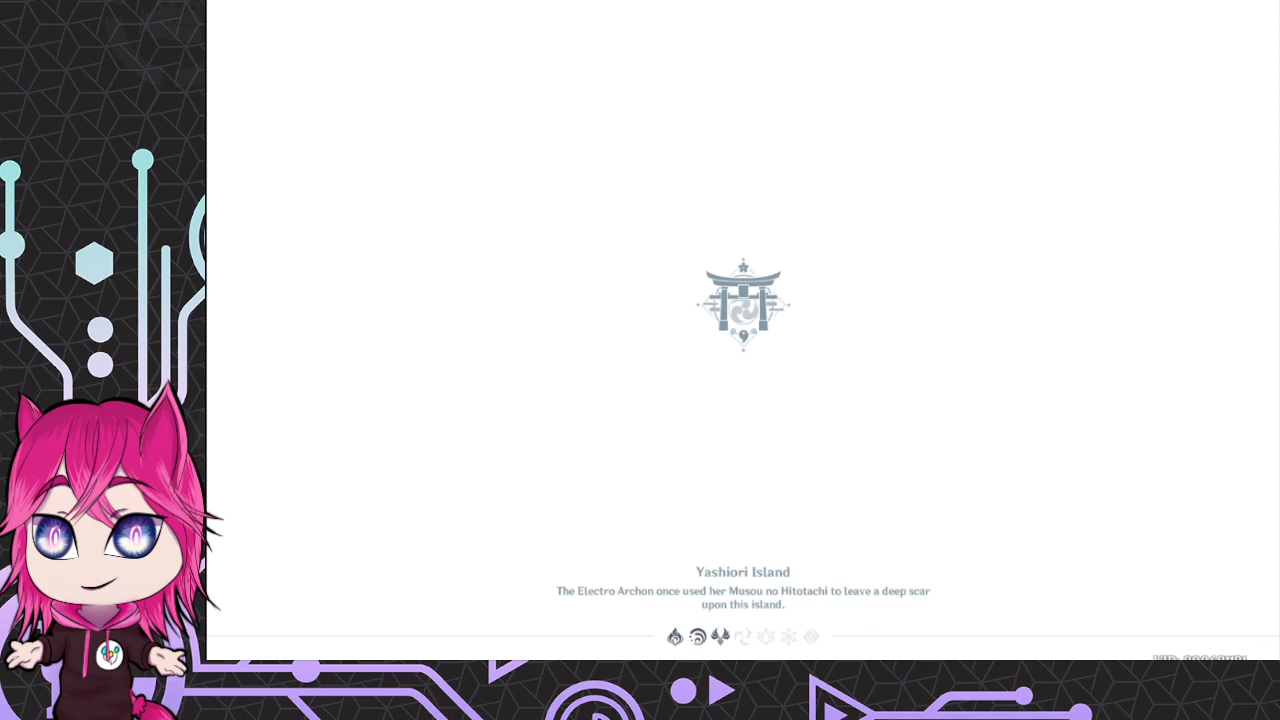 Yashiori Island
The Electro Archon once used her Musou no Hitotachi to leave a deep scar
upon this island.